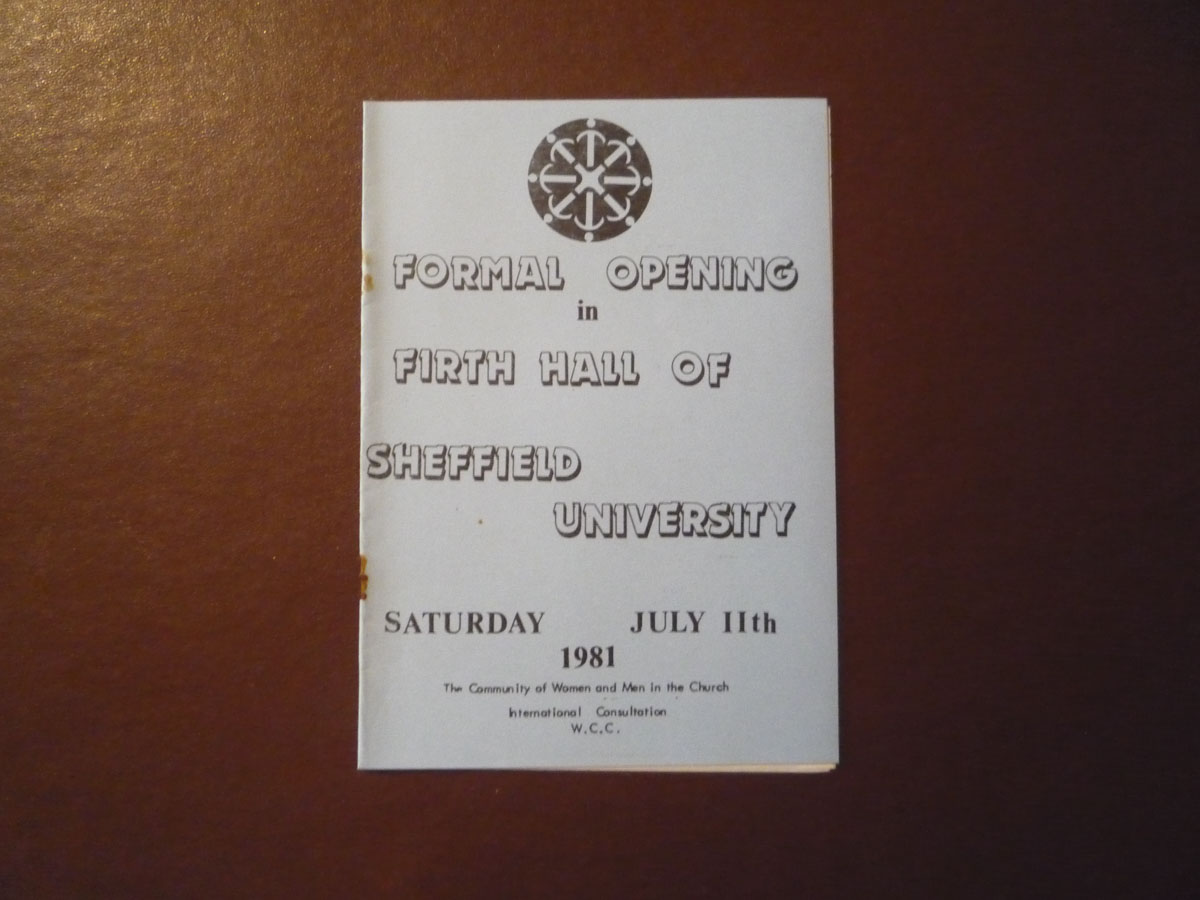 FORMAL OPENING
in
FIRTH HALL OF
SHEFFIELD
UNIVERSITY
SATURDAY JULY IIth
1981
The Community of Women and Men in the Church
International Consultation
W.C.C.